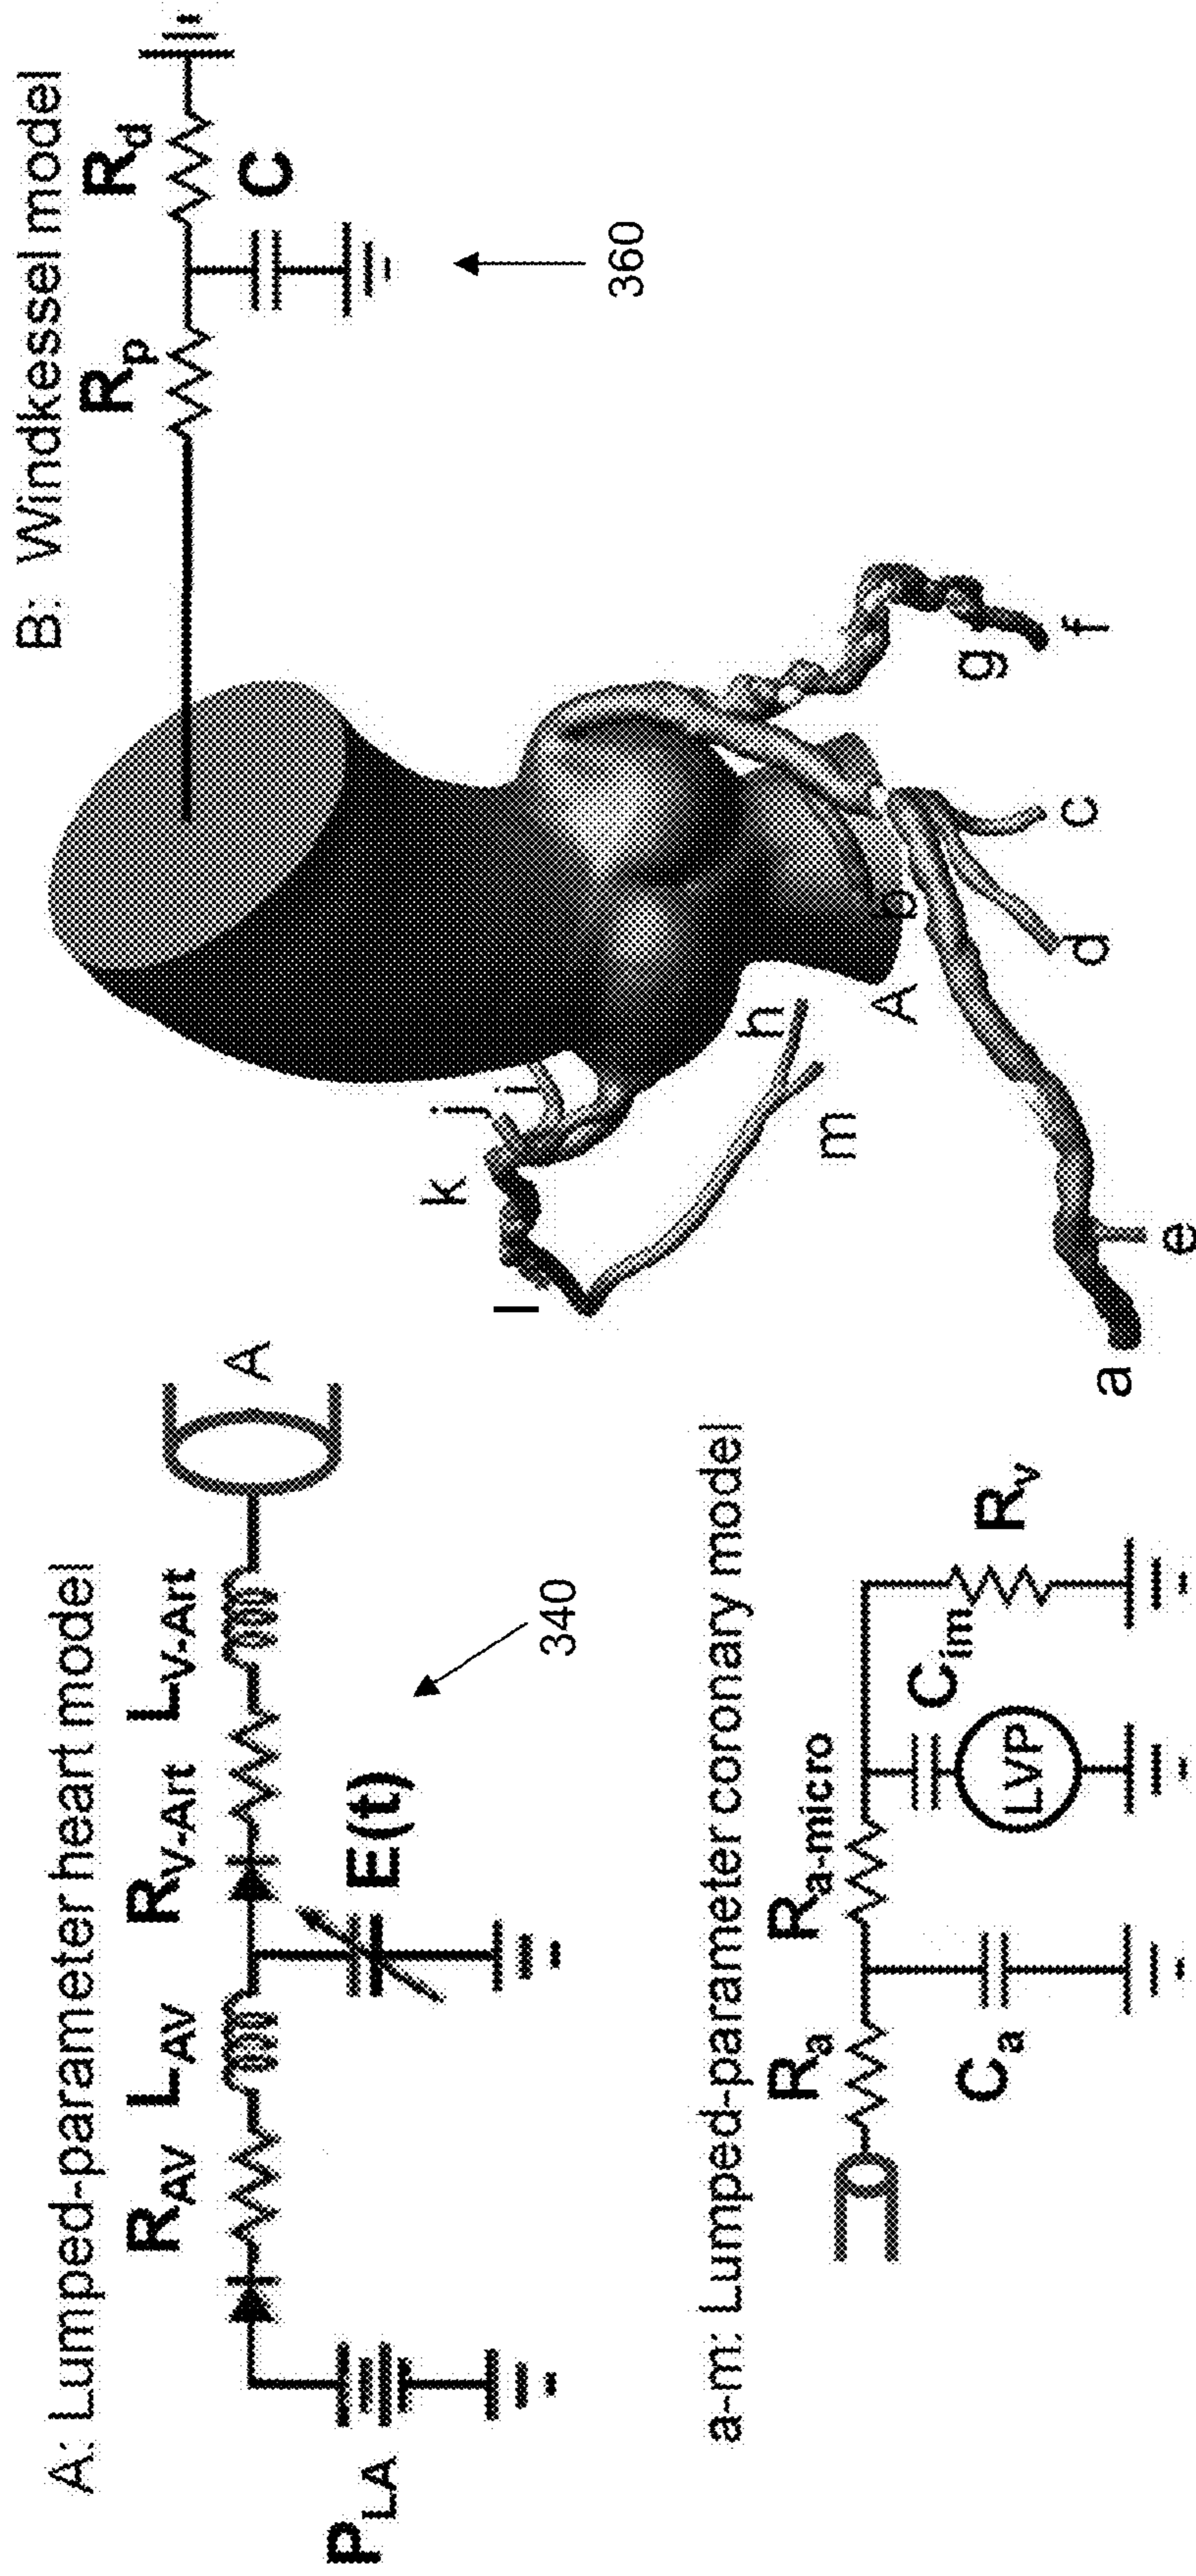 A: Lumped-parameter heart model
R_AV L_AV R_V-Art L_V-Art
A
P_LA
E(t)
340
a-m: Lumped-parameter coronary model
R_a R_a-micro
C_im
R_v
C_a
LVP
B: Windkessel model
R_p R_d
C
360
j
i
k
l
h
m
A
b
g
f
c
d
e
a